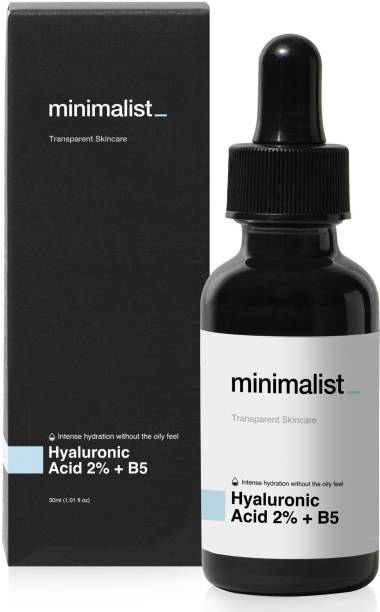 minimalist_
Transparent Skincare
Intense hydration without the oily feel
Hyaluronic
Acid 2% + B5
30ml (1.01 fl oz)
minimalist_
Transparent Skincare
Intense hydration without the oily feel
Hyaluronic
Acid 2% + B5